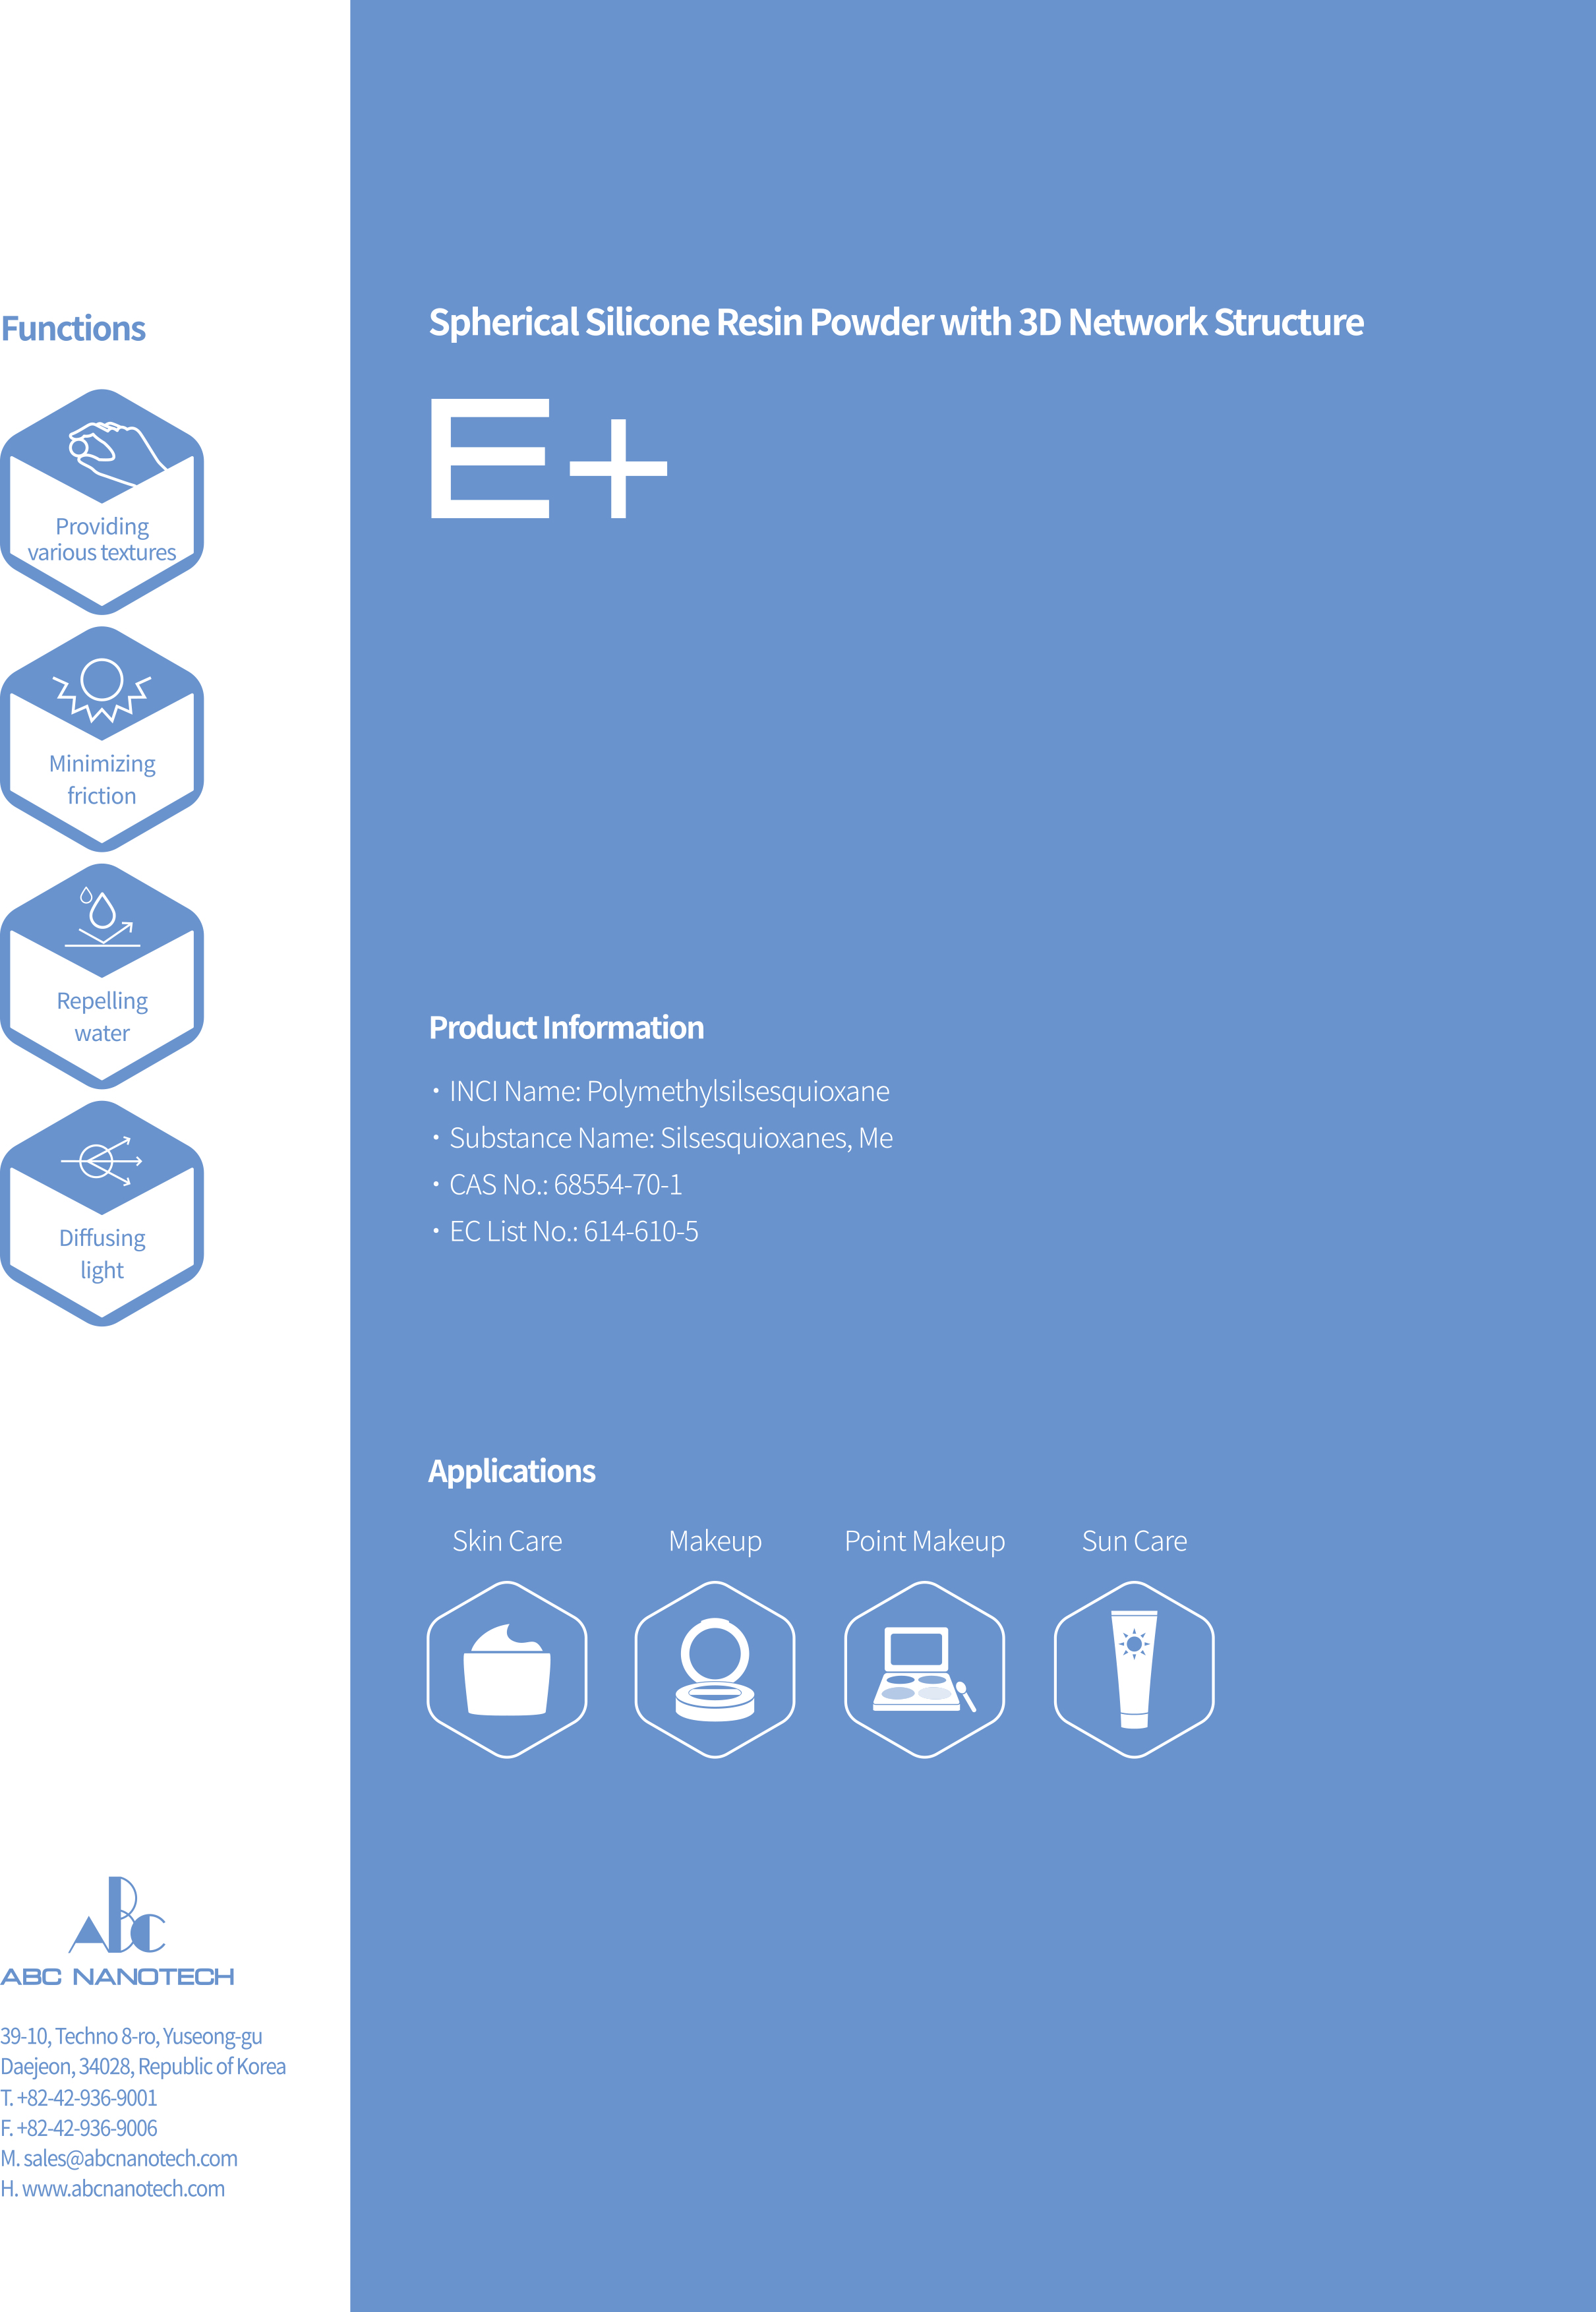 Functions
Providing
various textures
Minimizing
friction
Repelling
water
Diffusing
light
ABC
ABC NANOTECH
39-10, Techno 8-ro, Yuseong-gu
Daejeon, 34028, Republic of Korea
T. +82-42-936-9001
F. +82-42-936-9006
M. sales@abcnanotech.com
H. www.abcnanotech.com
Spherical Silicone Resin Powder with 3D Network Structure
E+
Product Information
· INCI Name: Polymethylsilsesquioxane
· Substance Name: Silsesquioxanes, Me
· CAS No.: 68554-70-1
· EC List No.: 614-610-5
Applications
Skin Care Makeup Point Makeup Sun Care